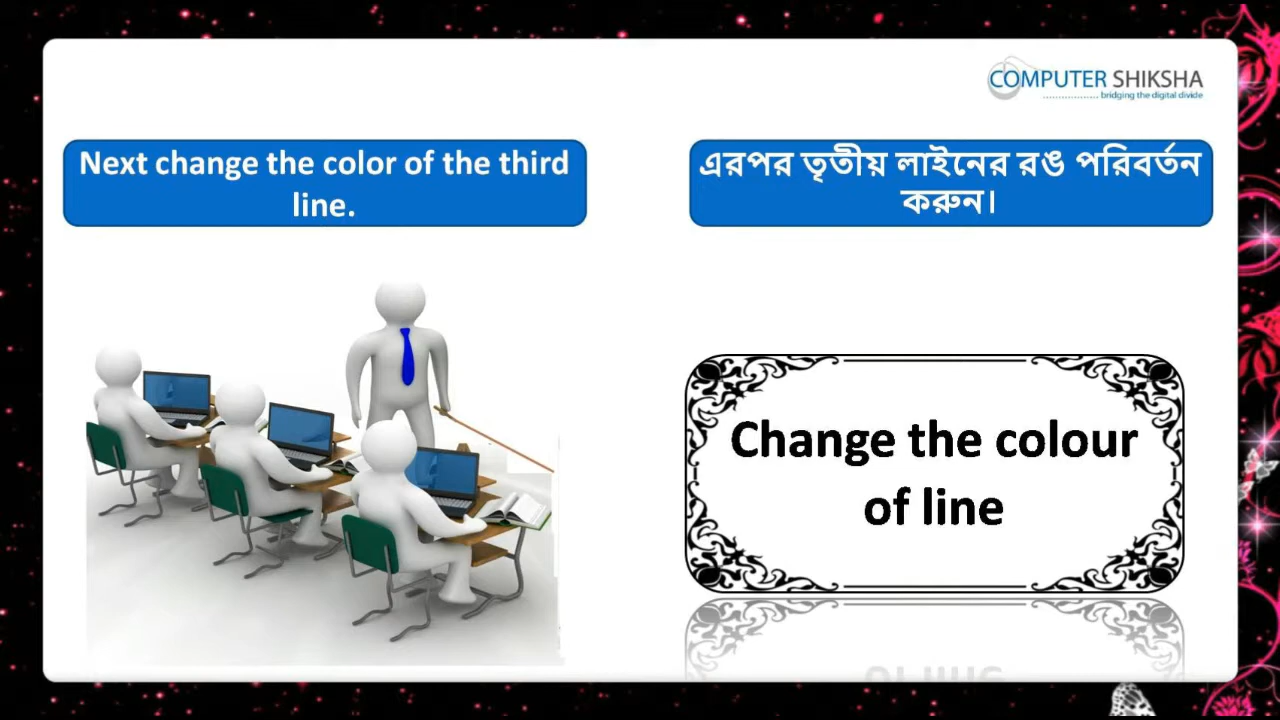 COMPUTER SHIKSHA
bridging the digital divide
Next change the color of the third
line.
এরপর তৃতীয় লাইনের রঙ পরিবর্তন
করুন।
Change the colour
of line